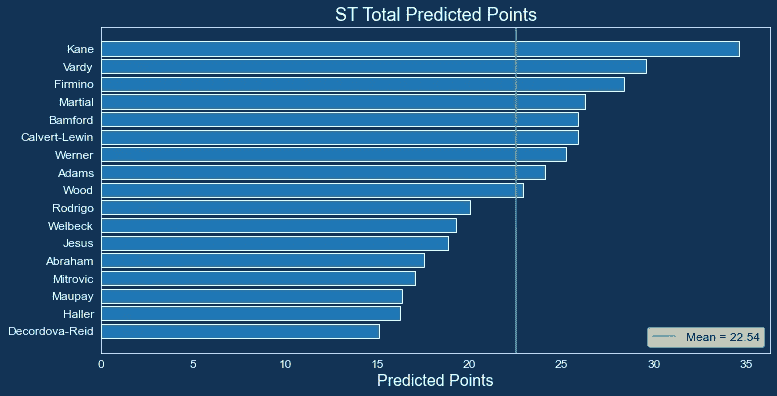 ST Total Predicted Points
Kane
Vardy
Firmino
Martial
Bamford
Calvert-Lewin
Werner
Adams
Wood
Rodrigo
Welbeck
Jesus
Abraham
Mitrovic
Maupay
Haller
Decordova-Reid
Mean = 22.54
0 5 10 15 20 25 30 35
Predicted Points